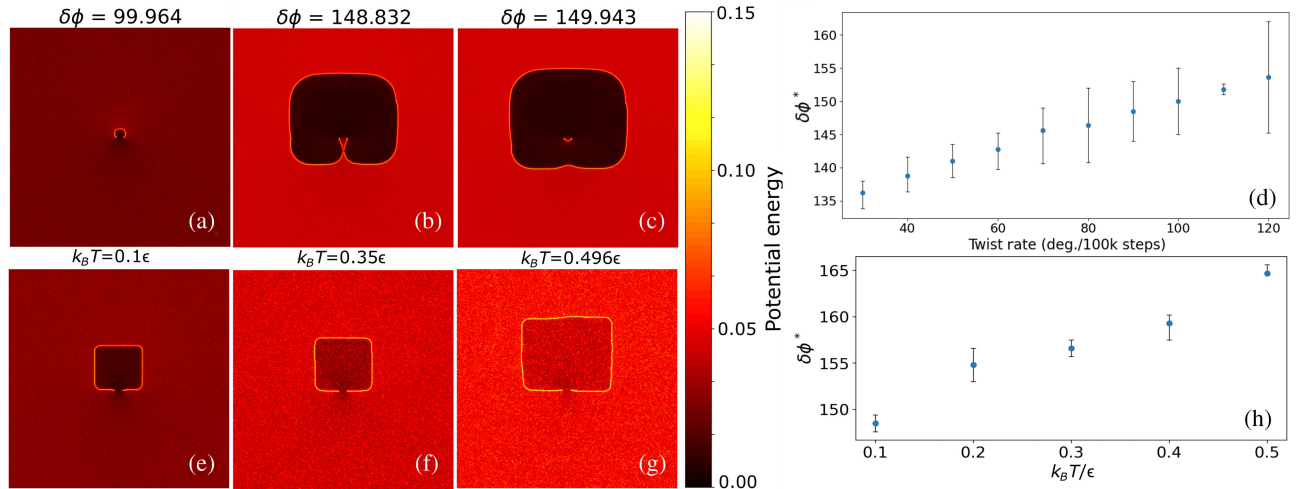 δϕ = 99.964
δϕ = 148.832
δϕ = 149.943
(a)
(b)
(c)
k_BT=0.1ϵ
k_BT=0.35ϵ
k_BT=0.496ϵ
(e)
(f)
(g)
0.15
0.10
0.05
0.00
Potential energy
160
155
150
145
140
135
δϕ*
40
60
80
100
120
Twist rate (deg./100k steps)
(d)
165
160
155
150
δϕ*
0.1
0.2
0.3
0.4
0.5
k_BT/ϵ
(h)